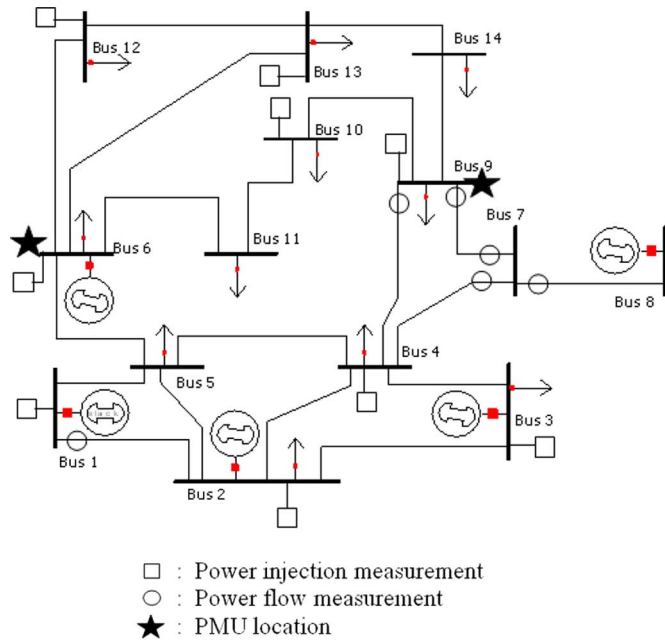 Bus 12
Bus 13
Bus 14
Bus 10
Bus 9
Bus 7
Bus 6
Bus 11
Bus 8
Bus 5
Bus 4
Bus 3
Bus 1
Bus 2
: Power injection measurement
: Power flow measurement
: PMU location